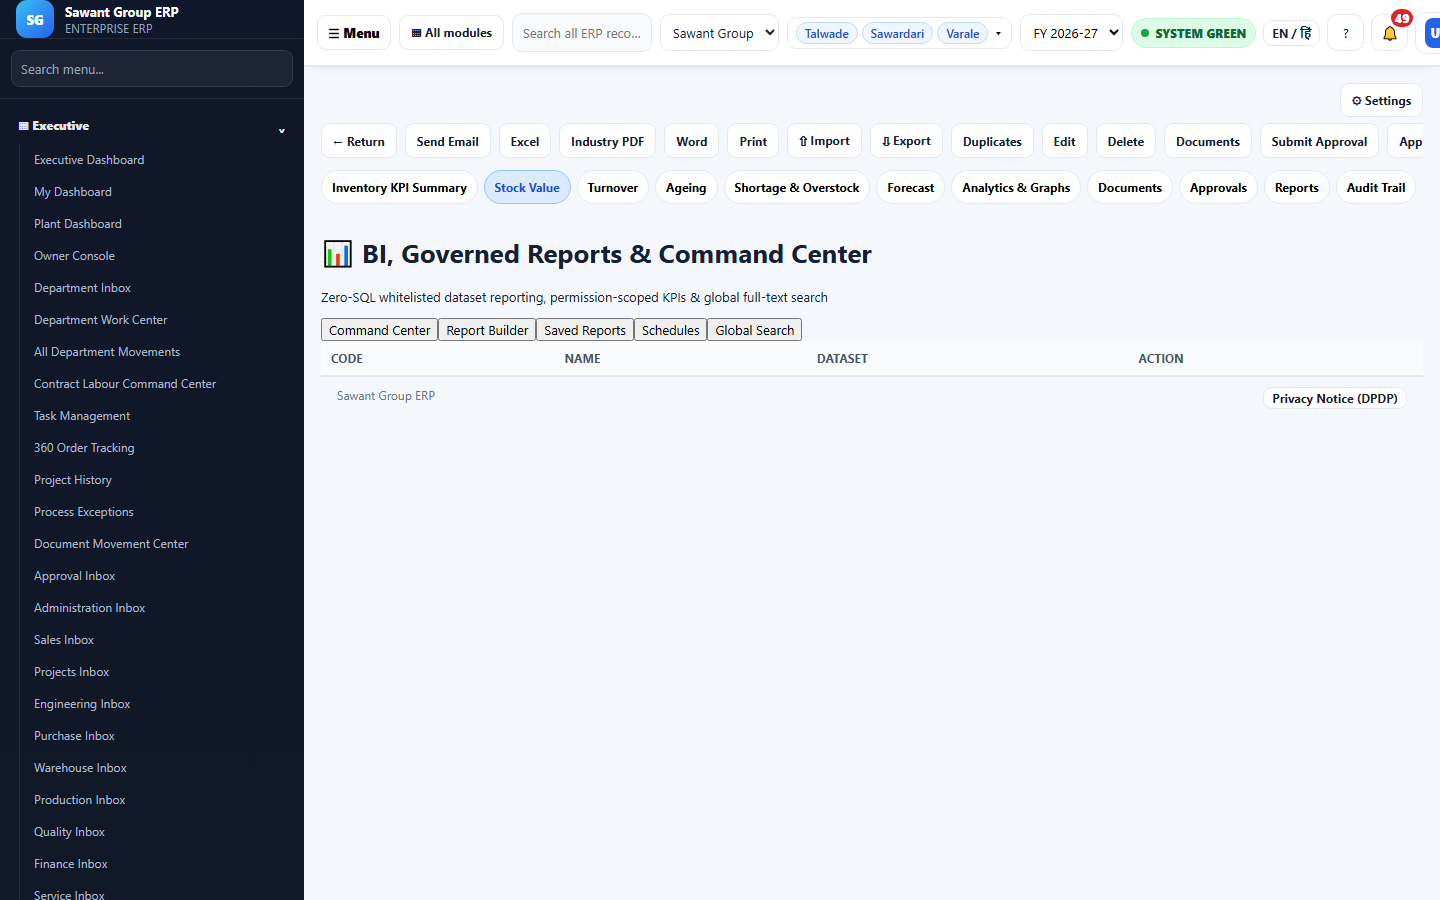 SG
Sawant Group ERP
ENTERPRISE ERP
Search menu...
Executive
Executive Dashboard
My Dashboard
Plant Dashboard
Owner Console
Department Inbox
Department Work Center
All Department Movements
Contract Labour Command Center
Task Management
360 Order Tracking
Project History
Process Exceptions
Document Movement Center
Approval Inbox
Administration Inbox
Sales Inbox
Projects Inbox
Engineering Inbox
Purchase Inbox
Warehouse Inbox
Production Inbox
Quality Inbox
Finance Inbox
Service Inbox
☰ Menu
All modules
Search all ERP reco...
Sawant Group
Talwade Sawardari Varale
FY 2026-27
SYSTEM GREEN
EN / हिं
?
49
U
Settings
← Return Send Email Excel Industry PDF Word Print Import Export Duplicates Edit Delete Documents Submit Approval App
Inventory KPI Summary Stock Value Turnover Ageing Shortage & Overstock Forecast Analytics & Graphs Documents Approvals Reports Audit Trail
BI, Governed Reports & Command Center
Zero-SQL whitelisted dataset reporting, permission-scoped KPIs & global full-text search
Command Center Report Builder Saved Reports Schedules Global Search
CODE NAME DATASET ACTION
Sawant Group ERP
Privacy Notice (DPDP)